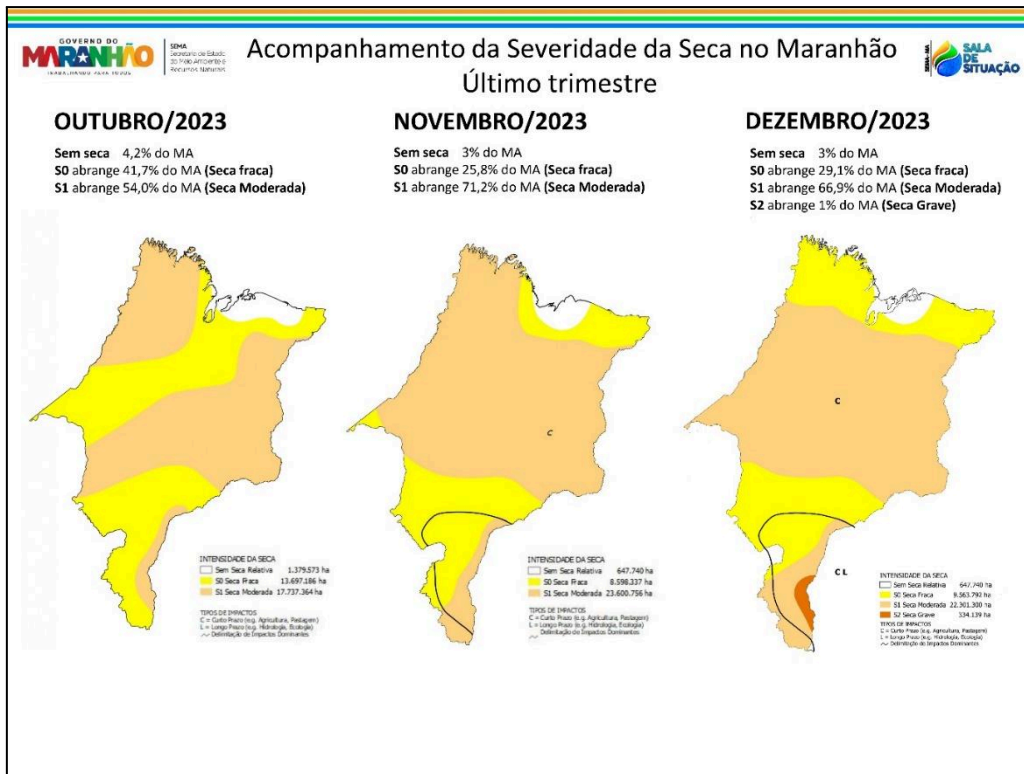 GOVERNO DO
MARANHÃO
TRABALHANDO PARA TODOS
SEMA
Secretaria de Estado
do Meio Ambiente e
Recursos Naturais
Acompanhamento da Severidade da Seca no Maranhão
Último trimestre
SEMA-MA
SALA
DE
SITUAÇÃO
OUTUBRO/2023
Sem seca 4,2% do MA
S0 abrange 41,7% do MA (Seca fraca)
S1 abrange 54,0% do MA (Seca Moderada)
INTENSIDADE DA SECA
Sem Seca Relativa 1.379.573 ha
S0 Seca Fraca 13.697.186 ha
S1 Seca Moderada 17.737.364 ha
TIPOS DE IMPACTOS
C = Curto Prazo (e.g. Agricultura, Pastagem)
L = Longo Prazo (e.g. Hidrologia, Ecologia)
Delimitação de Impactos Dominantes
NOVEMBRO/2023
Sem seca 3% do MA
S0 abrange 25,8% do MA (Seca fraca)
S1 abrange 71,2% do MA (Seca Moderada)
C
INTENSIDADE DA SECA
Sem Seca Relativa 647.740 ha
S0 Seca Fraca 8.598.337 ha
S1 Seca Moderada 23.600.756 ha
TIPOS DE IMPACTOS
C = Curto Prazo (e.g. Agricultura, Pastagem)
L = Longo Prazo (e.g. Hidrologia, Ecologia)
Delimitação de Impactos Dominantes
DEZEMBRO/2023
Sem seca 3% do MA
S0 abrange 29,1% do MA (Seca fraca)
S1 abrange 66,9% do MA (Seca Moderada)
S2 abrange 1% do MA (Seca Grave)
C
C L
INTENSIDADE DA SECA
Sem Seca Relativa 647.740 ha
S0 Seca Fraca 9.563.790 ha
S1 Seca Moderada 22.301.300 ha
S2 Seca Grave 334.139 ha
TIPOS DE IMPACTOS
C = Curto Prazo (e.g. Agricultura, Pastagem)
L = Longo Prazo (e.g. Hidrologia, Ecologia)
Delimitação de Impactos Dominantes